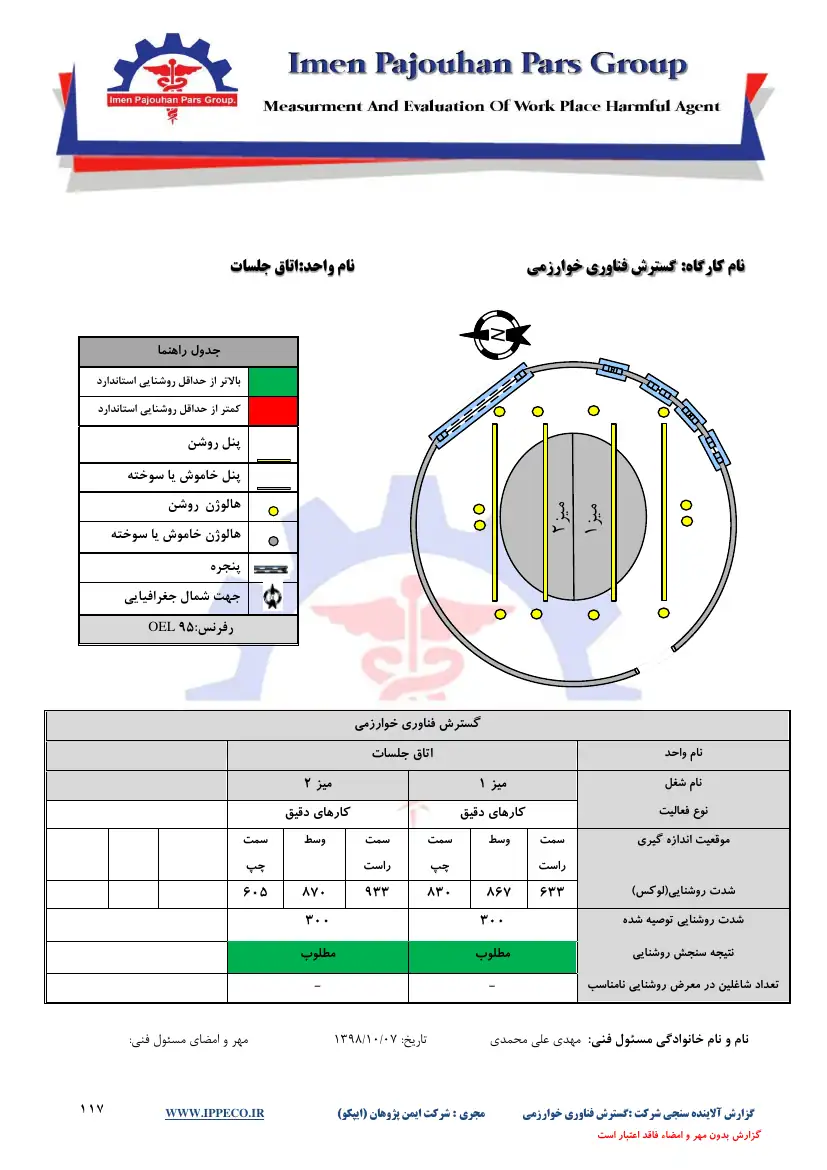 Imen Pajouhan Pars Group
Imen Pajouhan Pars Group.
Measurment And Evaluation Of Work Place Harmful Agent
نام کارگاه: گسترش فناوری خوارزمی
نام واحد:اتاق جلسات
جدول راهنما
بالاتر از حداقل روشنایی استاندارد
کمتر از حداقل روشنایی استاندارد
پنل روشن
پنل خاموش یا سوخته
هالوژن روشن
هالوژن خاموش یا سوخته
پنجره
جهت شمال جغرافیایی
رفرنس:OEL ۹۵
N
میز ۱
میز ۲
گسترش فناوری خوارزمی
نام واحد اتاق جلسات
نام شغل میز ۱ میز ۲
نوع فعالیت کارهای دقیق کارهای دقیق
موقعیت اندازه گیری سمت راست وسط سمت چپ سمت راست وسط سمت چپ
شدت روشنایی(لوکس) ۶۳۳ ۸۶۷ ۸۳۰ ۹۳۳ ۸۷۰ ۶۰۵
شدت روشنایی توصیه شده ۳۰۰ ۳۰۰
نتیجه سنجش روشنایی مطلوب مطلوب
تعداد شاغلین در معرض روشنایی نامناسب - -
نام و نام خانوادگی مسئول فنی: مهدی علی محمدی تاریخ: ۱۳۹۸/۱۰/۰۷ مهر و امضای مسئول فنی:
گزارش آلاینده سنجی شرکت :گسترش فناوری خوارزمی مجری : شرکت ایمن پژوهان (ایپکو) WWW.IPPECO.IR ۱۱۷
گزارش بدون مهر و امضاء فاقد اعتبار است